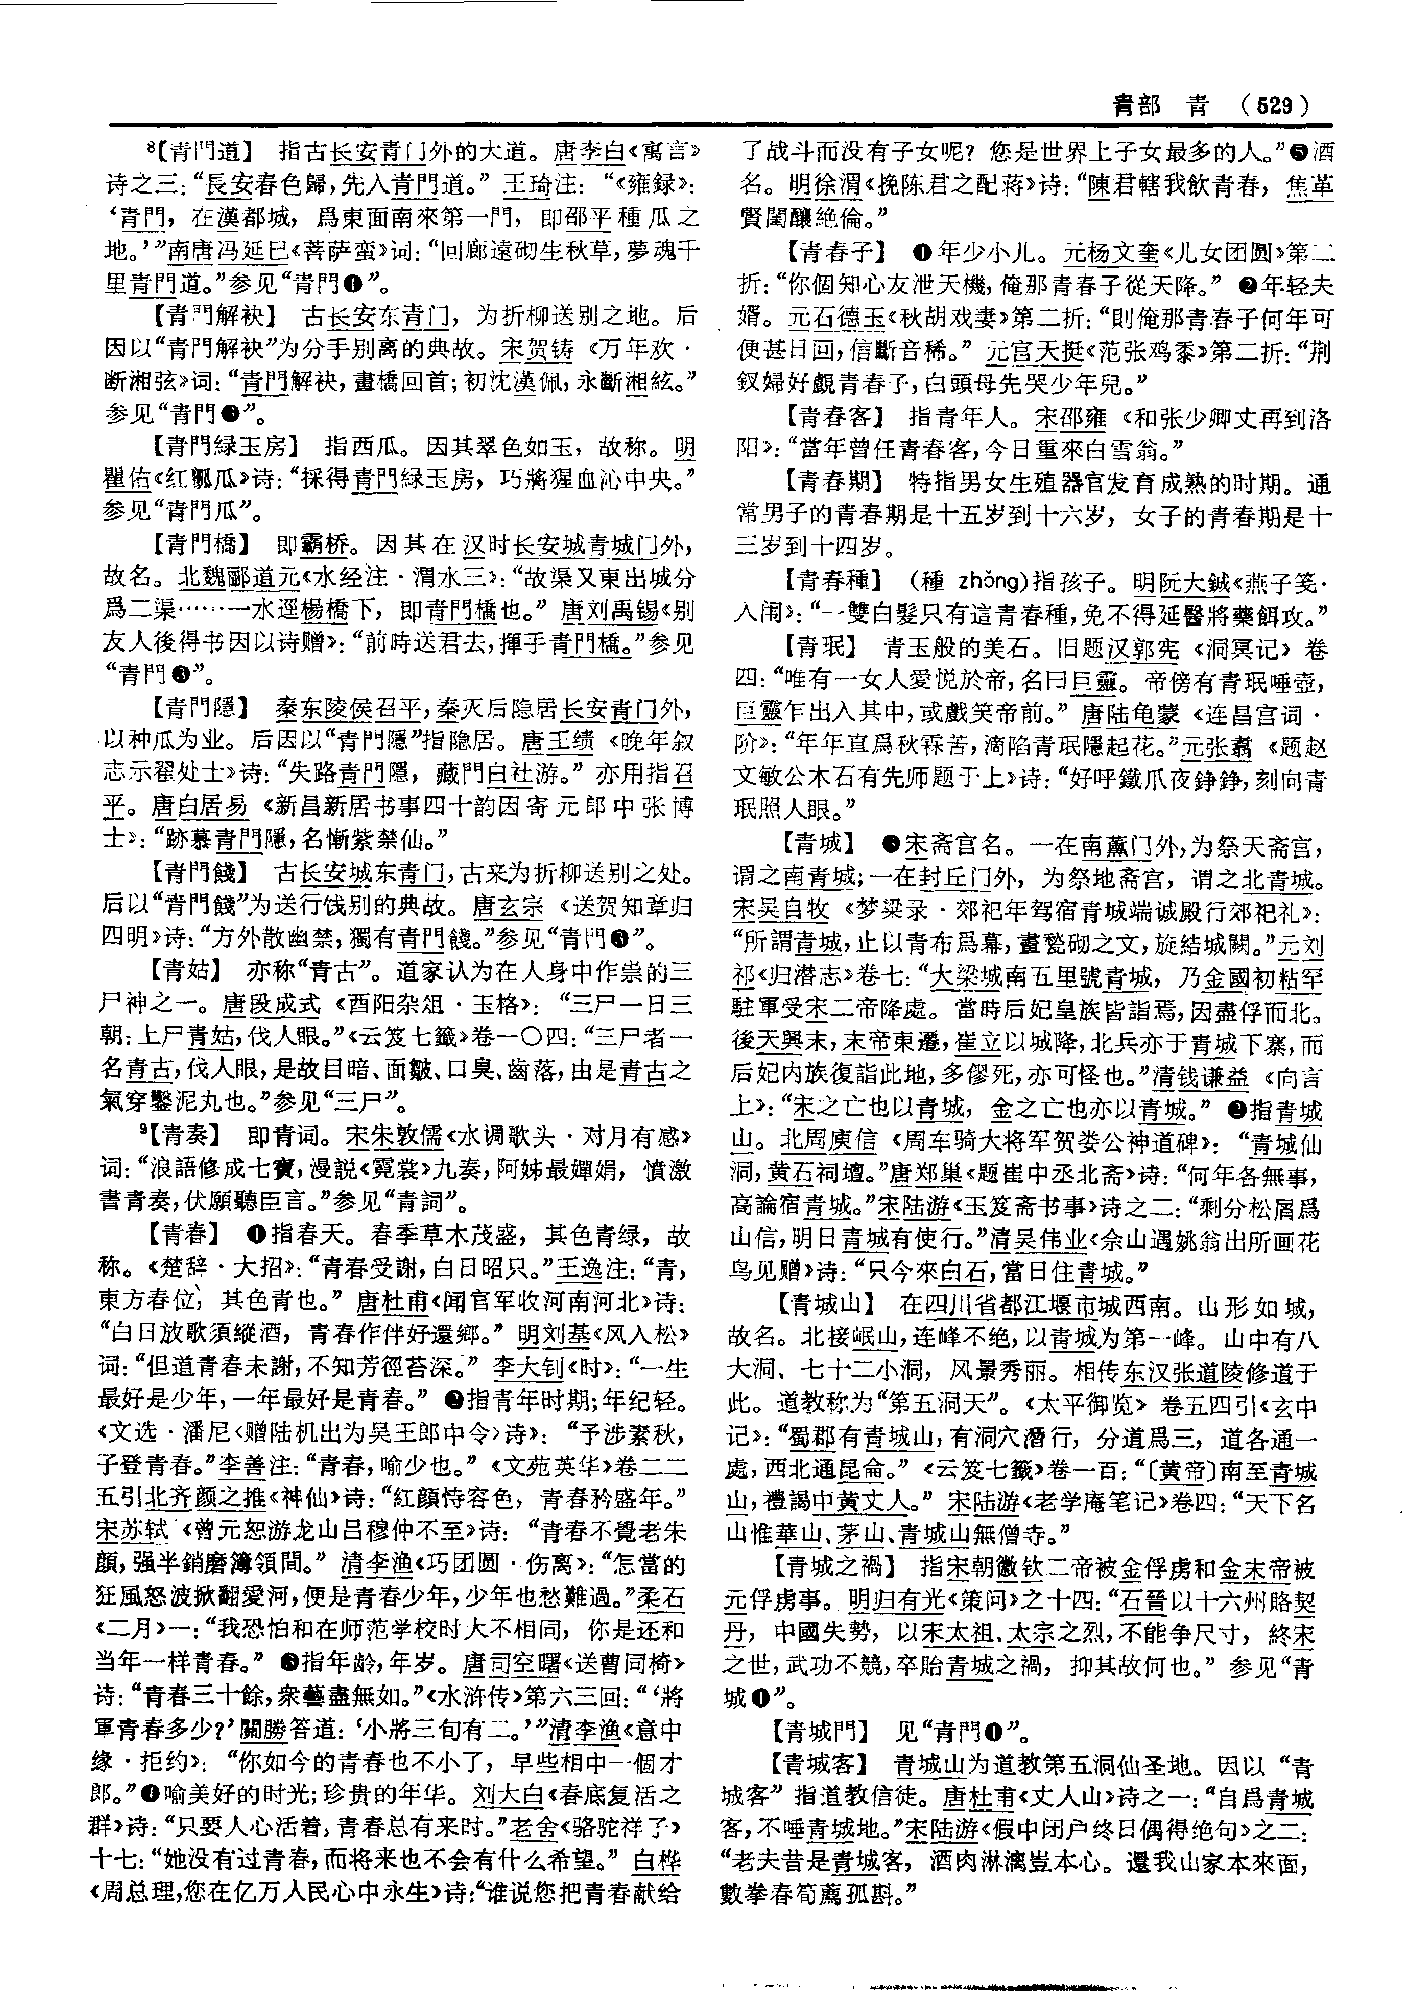 青部　青　（529）
⁸【青門道】　指古长安青门外的大道。唐李白《寓言》
诗之三：“長安春色歸，先入青門道。”王琦注：“《雍録》：
‘青門，在漢都城，爲東面南來第一門，即邵平種瓜之
地。’”南唐冯延巳《菩萨蛮》词：“回廊遠砌生秋草，夢魂千
里青門道。”参见“青門❶”。
【青門解袂】　古长安东青门，为折柳送别之地。后
因以“青門解袂”为分手别离的典故。宋贺铸《万年欢·
断湘弦》词：“青門解袂，畫橋回首；初沈漢佩，永斷湘絃。”
参见“青門❸”。
【青門緑玉房】　指西瓜。因其翠色如玉，故称。明
瞿佑《红瓤瓜》诗：“採得青門緑玉房，巧將猩血沁中央。”
参见“青門瓜”。
【青門橋】　即霸桥。因其在汉时长安城青城门外，
故名。北魏郦道元《水经注·渭水三》：“故渠又東出城分
爲二渠……一水逕楊橋下，即青門橋也。”唐刘禹锡《别
友人後得书因以诗赠》：“前時送君去，揮手青門橋。”参见
“青門❸”。
【青門隱】　秦东陵侯召平，秦灭后隐居长安青门外，
以种瓜为业。后因以“青門隱”指隐居。唐王绩《晚年叙
志示翟处士》诗：“失路青門隱，藏門白社游。”亦用指召
平。唐白居易《新昌新居书事四十韵因寄元郎中张博
士》：“跡慕青門隱，名慚紫禁仙。”
【青門餞】　古长安城东青门，古来为折柳送别之处。
后以“青門餞”为送行饯别的典故。唐玄宗《送贺知章归
四明》诗：“方外散幽禁，獨有青門餞。”参见“青門❸”。
【青姑】　亦称“青古”。道家认为在人身中作祟的三
尸神之一。唐段成式《酉阳杂俎·玉格》：“三尸一日三
朝：上尸青姑，伐人眼。”《云笈七籤》卷一〇四：“三尸者一
名青古，伐人眼，是故目暗、面皺、口臭、齒落，由是青古之
氣穿鑿泥丸也。”参见“三尸”。
⁹【青奏】　即青词。宋朱敦儒《水调歌头·对月有感》
词：“浪語修成七寶，漫説《霓裳》九奏，阿姊最嬋娟，憤激
書青奏，伏願聽臣言。”参见“青詞”。
【青春】　❶指春天。春季草木茂盛，其色青绿，故
称。《楚辞·大招》：“青春受謝，白日昭只。”王逸注：“青，
東方春位，其色青也。”唐杜甫《闻官军收河南河北》诗：
“白日放歌須縱酒，青春作伴好還鄉。”明刘基《风入松》
词：“但道青春未謝，不知芳徑苔深。”李大钊《时》：“一生
最好是少年，一年最好是青春。”❷指青年时期；年纪轻。
《文选·潘尼〈赠陆机出为吴王郎中令〉诗》：“予涉素秋，
子登青春。”李善注：“青春，喻少也。”《文苑英华》卷二二
五引北齐颜之推《神仙》诗：“紅顔恃容色，青春矜盛年。”
宋苏轼《曾元恕游龙山吕穆仲不至》诗：“青春不覺老朱
顔，强半銷磨簿領間。”清李渔《巧团圆·伤离》：“怎當的
狂風怒波掀翻愛河，便是青春少年，少年也愁難過。”柔石
《二月》一：“我恐怕和在师范学校时大不相同，你是还和
当年一样青春。”❸指年龄，年岁。唐司空曙《送曹同椅》
诗：“青春三十餘，衆藝盡無如。”《水浒传》第六三回：“‘將
軍青春多少？’關勝答道：‘小將三旬有二。’”清李渔《意中
缘·拒约》：“你如今的青春也不小了，早些相中一個才
郎。”❹喻美好的时光；珍贵的年华。刘大白《春底复活之
群》诗：“只要人心活着，青春总有来时。”老舍《骆驼祥子》
十七：“她没有过青春，而将来也不会有什么希望。”白桦
《周总理，您在亿万人民心中永生》诗：“谁说您把青春献给
了战斗而没有子女呢？您是世界上子女最多的人。”❺酒
名。明徐渭《挽陈君之配蒋》诗：“陳君轄我飲青春，焦革
賢閨釀絶倫。”
【青春子】　❶年少小儿。元杨文奎《儿女团圆》第二
折：“你個知心友泄天機，俺那青春子從天降。”❷年轻夫
婿。元石德玉《秋胡戏妻》第二折：“則俺那青春子何年可
便甚日回，信斷音稀。”元宫天挺《范张鸡黍》第二折：“荆
釵婦好覷青春子，白頭母先哭少年兒。”
【青春客】　指青年人。宋邵雍《和张少卿丈再到洛
阳》：“當年曾任青春客，今日重來白雪翁。”
【青春期】　特指男女生殖器官发育成熟的时期。通
常男子的青春期是十五岁到十六岁，女子的青春期是十
三岁到十四岁。
【青春種】　（種 zhǒng）指孩子。明阮大鋮《燕子笺·
入闱》：“一雙白髮只有這青春種，免不得延醫將藥餌攻。”
【青珉】　青玉般的美石。旧题汉郭宪《洞冥记》卷
四：“唯有一女人愛悦於帝，名曰巨靈。帝傍有青珉唾壺，
巨靈乍出入其中，或戲笑帝前。”唐陆龟蒙《连昌宫词·
阶》：“年年直爲秋霖苦，滴陷青珉隱起花。”元张翥《题赵
文敏公木石有先师题于上》诗：“好呼鐵爪夜錚錚，刻向青
珉照人眼。”
【青城】　❶宋斋宫名。一在南薰门外，为祭天斋宫，
谓之南青城；一在封丘门外，为祭地斋宫，谓之北青城。
宋吴自牧《梦粱录·郊祀年驾宿青城端诚殿行郊祀礼》：
“所謂青城，止以青布爲幕，畫甃砌之文，旋結城闕。”元刘
祁《归潜志》卷七：“大梁城南五里號青城，乃金國初粘罕
駐軍受宋二帝降處。當時后妃皇族皆詣焉，因盡俘而北。
後天興末，末帝東遷，崔立以城降，北兵亦于青城下寨，而
后妃内族復詣此地，多僇死，亦可怪也。”清钱谦益《向言
上》：“宋之亡也以青城，金之亡也亦以青城。”❷指青城
山。北周庾信《周车骑大将军贺娄公神道碑》：“青城仙
洞，黄石祠壇。”唐郑巢《题崔中丞北斋》诗：“何年各無事，
高論宿青城。”宋陆游《玉笈斋书事》诗之二：“剩分松屑爲
山信，明日青城有使行。”清吴伟业《佘山遇姚翁出所画花
鸟见赠》诗：“只今來白石，當日住青城。”
【青城山】　在四川省都江堰市城西南。山形如城，
故名。北接岷山，连峰不绝，以青城为第一峰。山中有八
大洞，七十二小洞，风景秀丽。相传东汉张道陵修道于
此。道教称为“第五洞天”。《太平御览》卷五四引《玄中
记》：“蜀郡有青城山，有洞穴潛行，分道爲三，道各通一
處，西北通昆侖。”《云笈七籤》卷一百：“〔黄帝〕南至青城
山，禮謁中黄丈人。”宋陆游《老学庵笔记》卷四：“天下名
山惟華山、茅山、青城山無僧寺。”
【青城之禍】　指宋朝徽钦二帝被金俘虏和金末帝被
元俘虏事。明归有光《策问》之十四：“石晉以十六州賂契
丹，中國失勢，以宋太祖、太宗之烈，不能争尺寸，終宋
之世，武功不競，卒貽青城之禍，抑其故何也。”参见“青
城❶”。
【青城門】　见“青門❶”。
【青城客】　青城山为道教第五洞仙圣地。因以“青
城客”指道教信徒。唐杜甫《丈人山》诗之一：“自爲青城
客，不唾青城地。”宋陆游《假中闭户终日偶得绝句》之二：
“老夫昔是青城客，酒肉淋漓豈本心。還我山家本來面，
數拳春筍薦孤斟。”